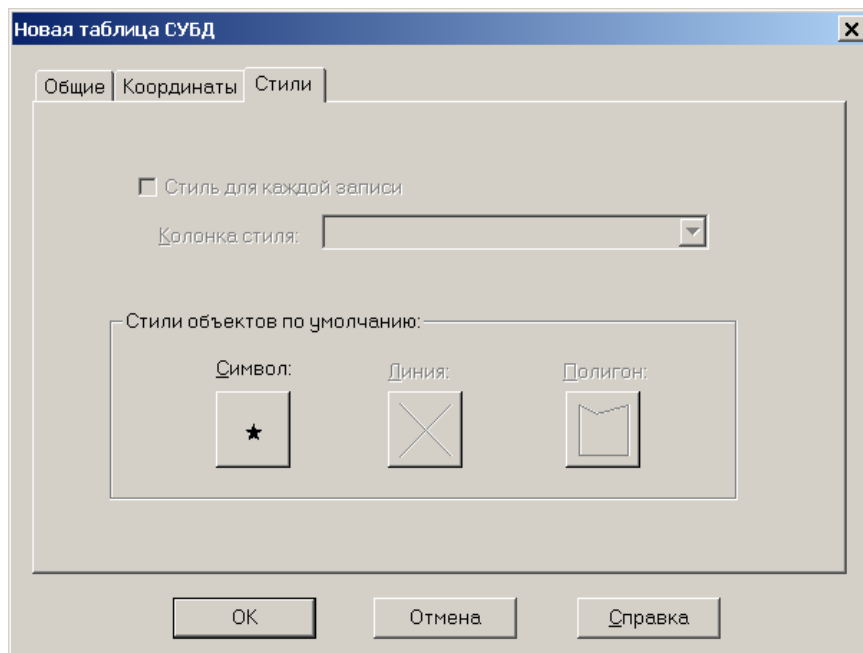 Новая таблица СУБД
Общие Координаты Стили
Стиль для каждой записи
Колонка стиля:
Стили объектов по умолчанию:
Символ: Линия: Полигон:
OK Отмена Справка